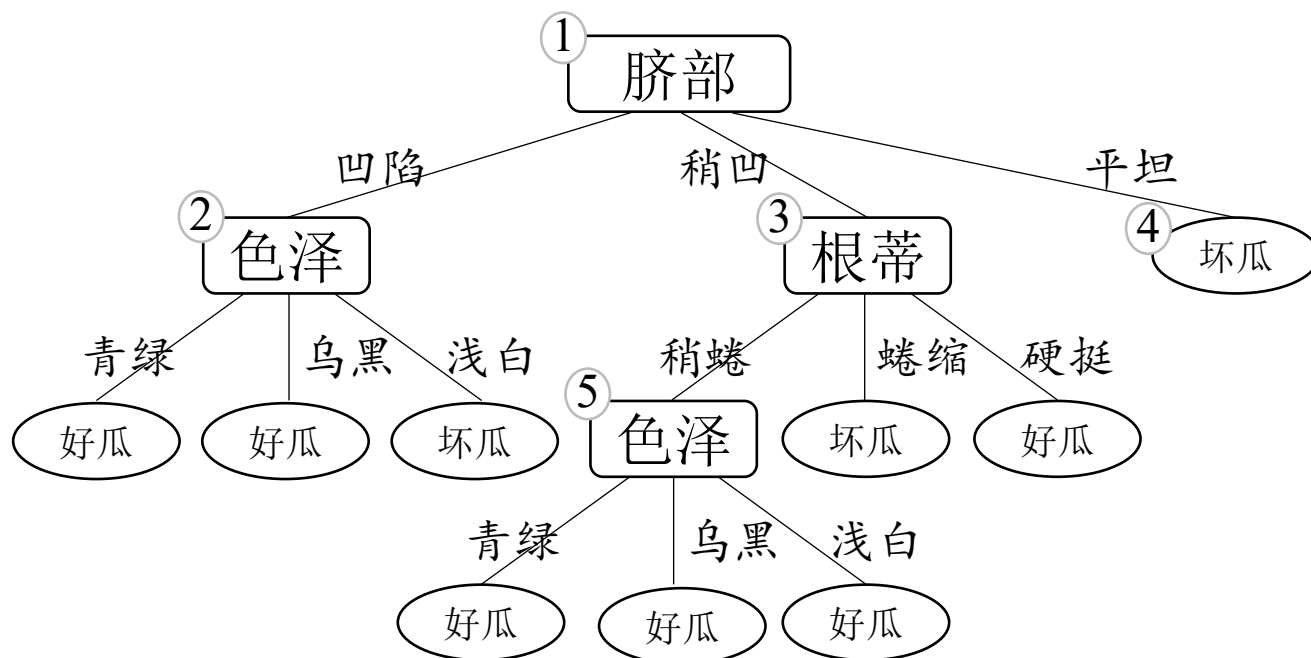 1
脐部
凹陷 稍凹 平坦
2 3 4
色泽 根蒂 坏瓜
青绿 乌黑 浅白 稍蜷 蜷缩 硬挺
5
好瓜 好瓜 坏瓜 色泽 坏瓜 好瓜
青绿 乌黑 浅白
好瓜 好瓜 好瓜